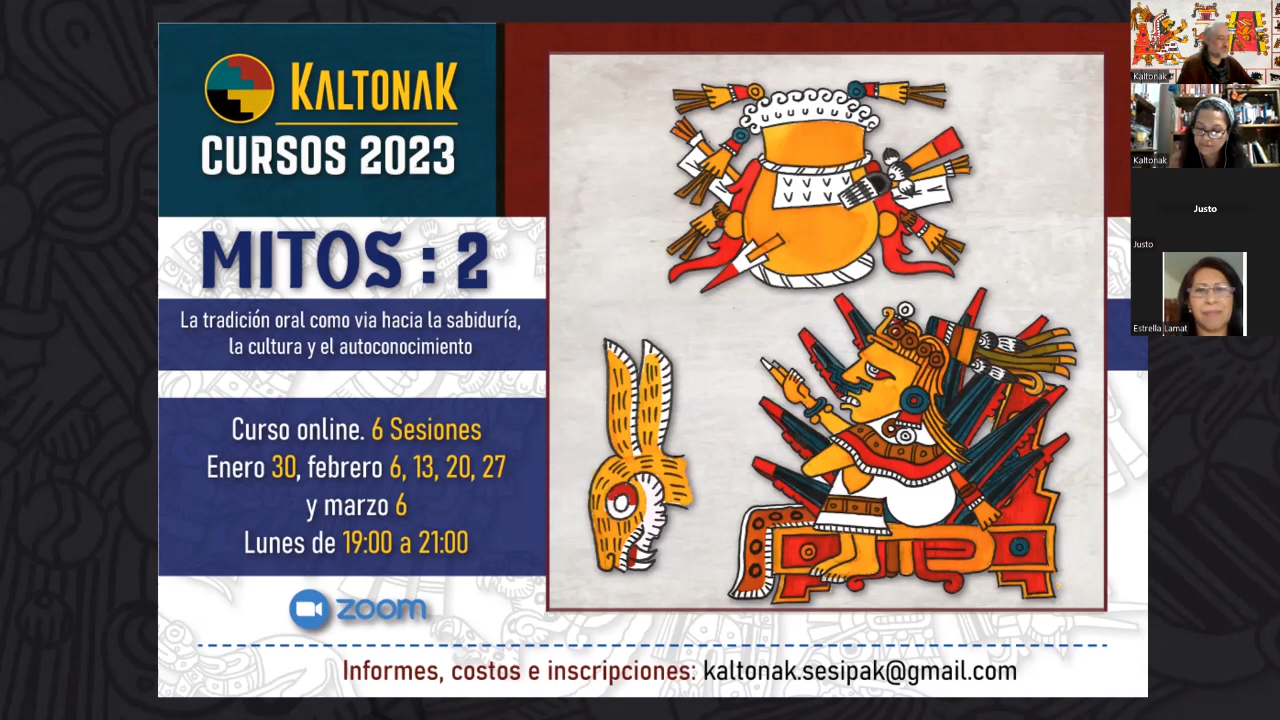 KALTONAK
CURSOS 2023
MITOS : 2
La tradición oral como via hacia la sabiduría,
la cultura y el autoconocimiento
Curso online. 6 Sesiones
Enero 30, febrero 6, 13, 20, 27
y marzo 6
Lunes de 19:00 a 21:00
zoom
Informes, costos e inscripciones: kaltonak.sesipak@gmail.com
Kaltonak
Kaltonak
Justo
Justo
Estrella Lamat